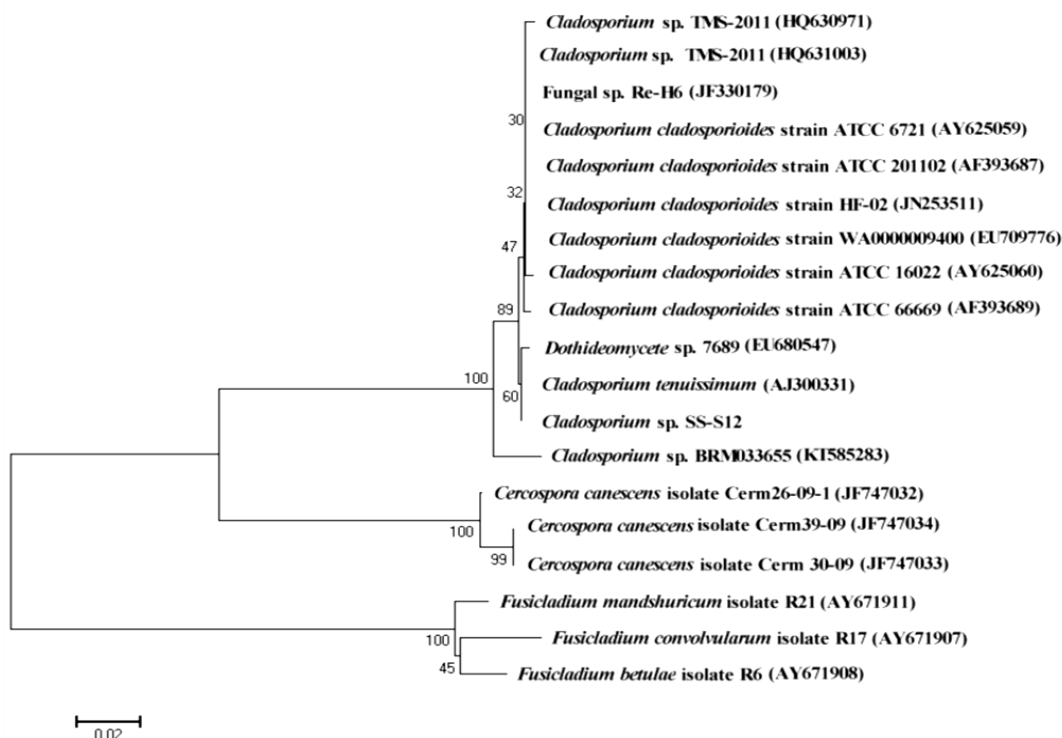 Cladosporium sp. TMS-2011 (HQ630971)
Cladosporium sp. TMS-2011 (HQ631003)
Fungal sp. Re-H6 (JF330179)
30
Cladosporium cladosporioides strain ATCC 6721 (AY625059)
Cladosporium cladosporioides strain ATCC 201102 (AF393687)
32
Cladosporium cladosporioides strain HF-02 (JN253511)
Cladosporium cladosporioides strain WA0000009400 (EU709776)
47
Cladosporium cladosporioides strain ATCC 16022 (AY625060)
Cladosporium cladosporioides strain ATCC 66669 (AF393689)
89
Dothideomycete sp. 7689 (EU680547)
100
Cladosporium tenuissimum (AJ300331)
60
Cladosporium sp. SS-S12
Cladosporium sp. BRM033655 (KT585283)
Cercospora canescens isolate Cerm26-09-1 (JF747032)
Cercospora canescens isolate Cerm39-09 (JF747034)
100
99
Cercospora canescens isolate Cerm 30-09 (JF747033)
Fusicladium mandshuricum isolate R21 (AY671911)
100
Fusicladium convolvularum isolate R17 (AY671907)
45
Fusicladium betulae isolate R6 (AY671908)
0.02